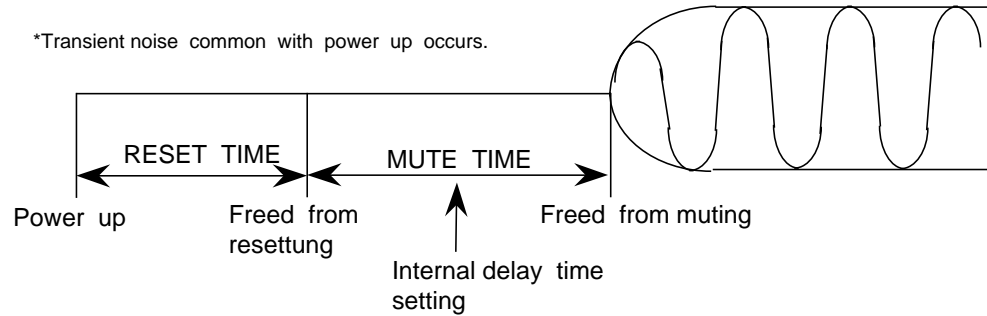 *Transient noise common with power up occurs.
RESET TIME
MUTE TIME
Power up
Freed from
resettung
Freed from muting
Internal delay time
setting